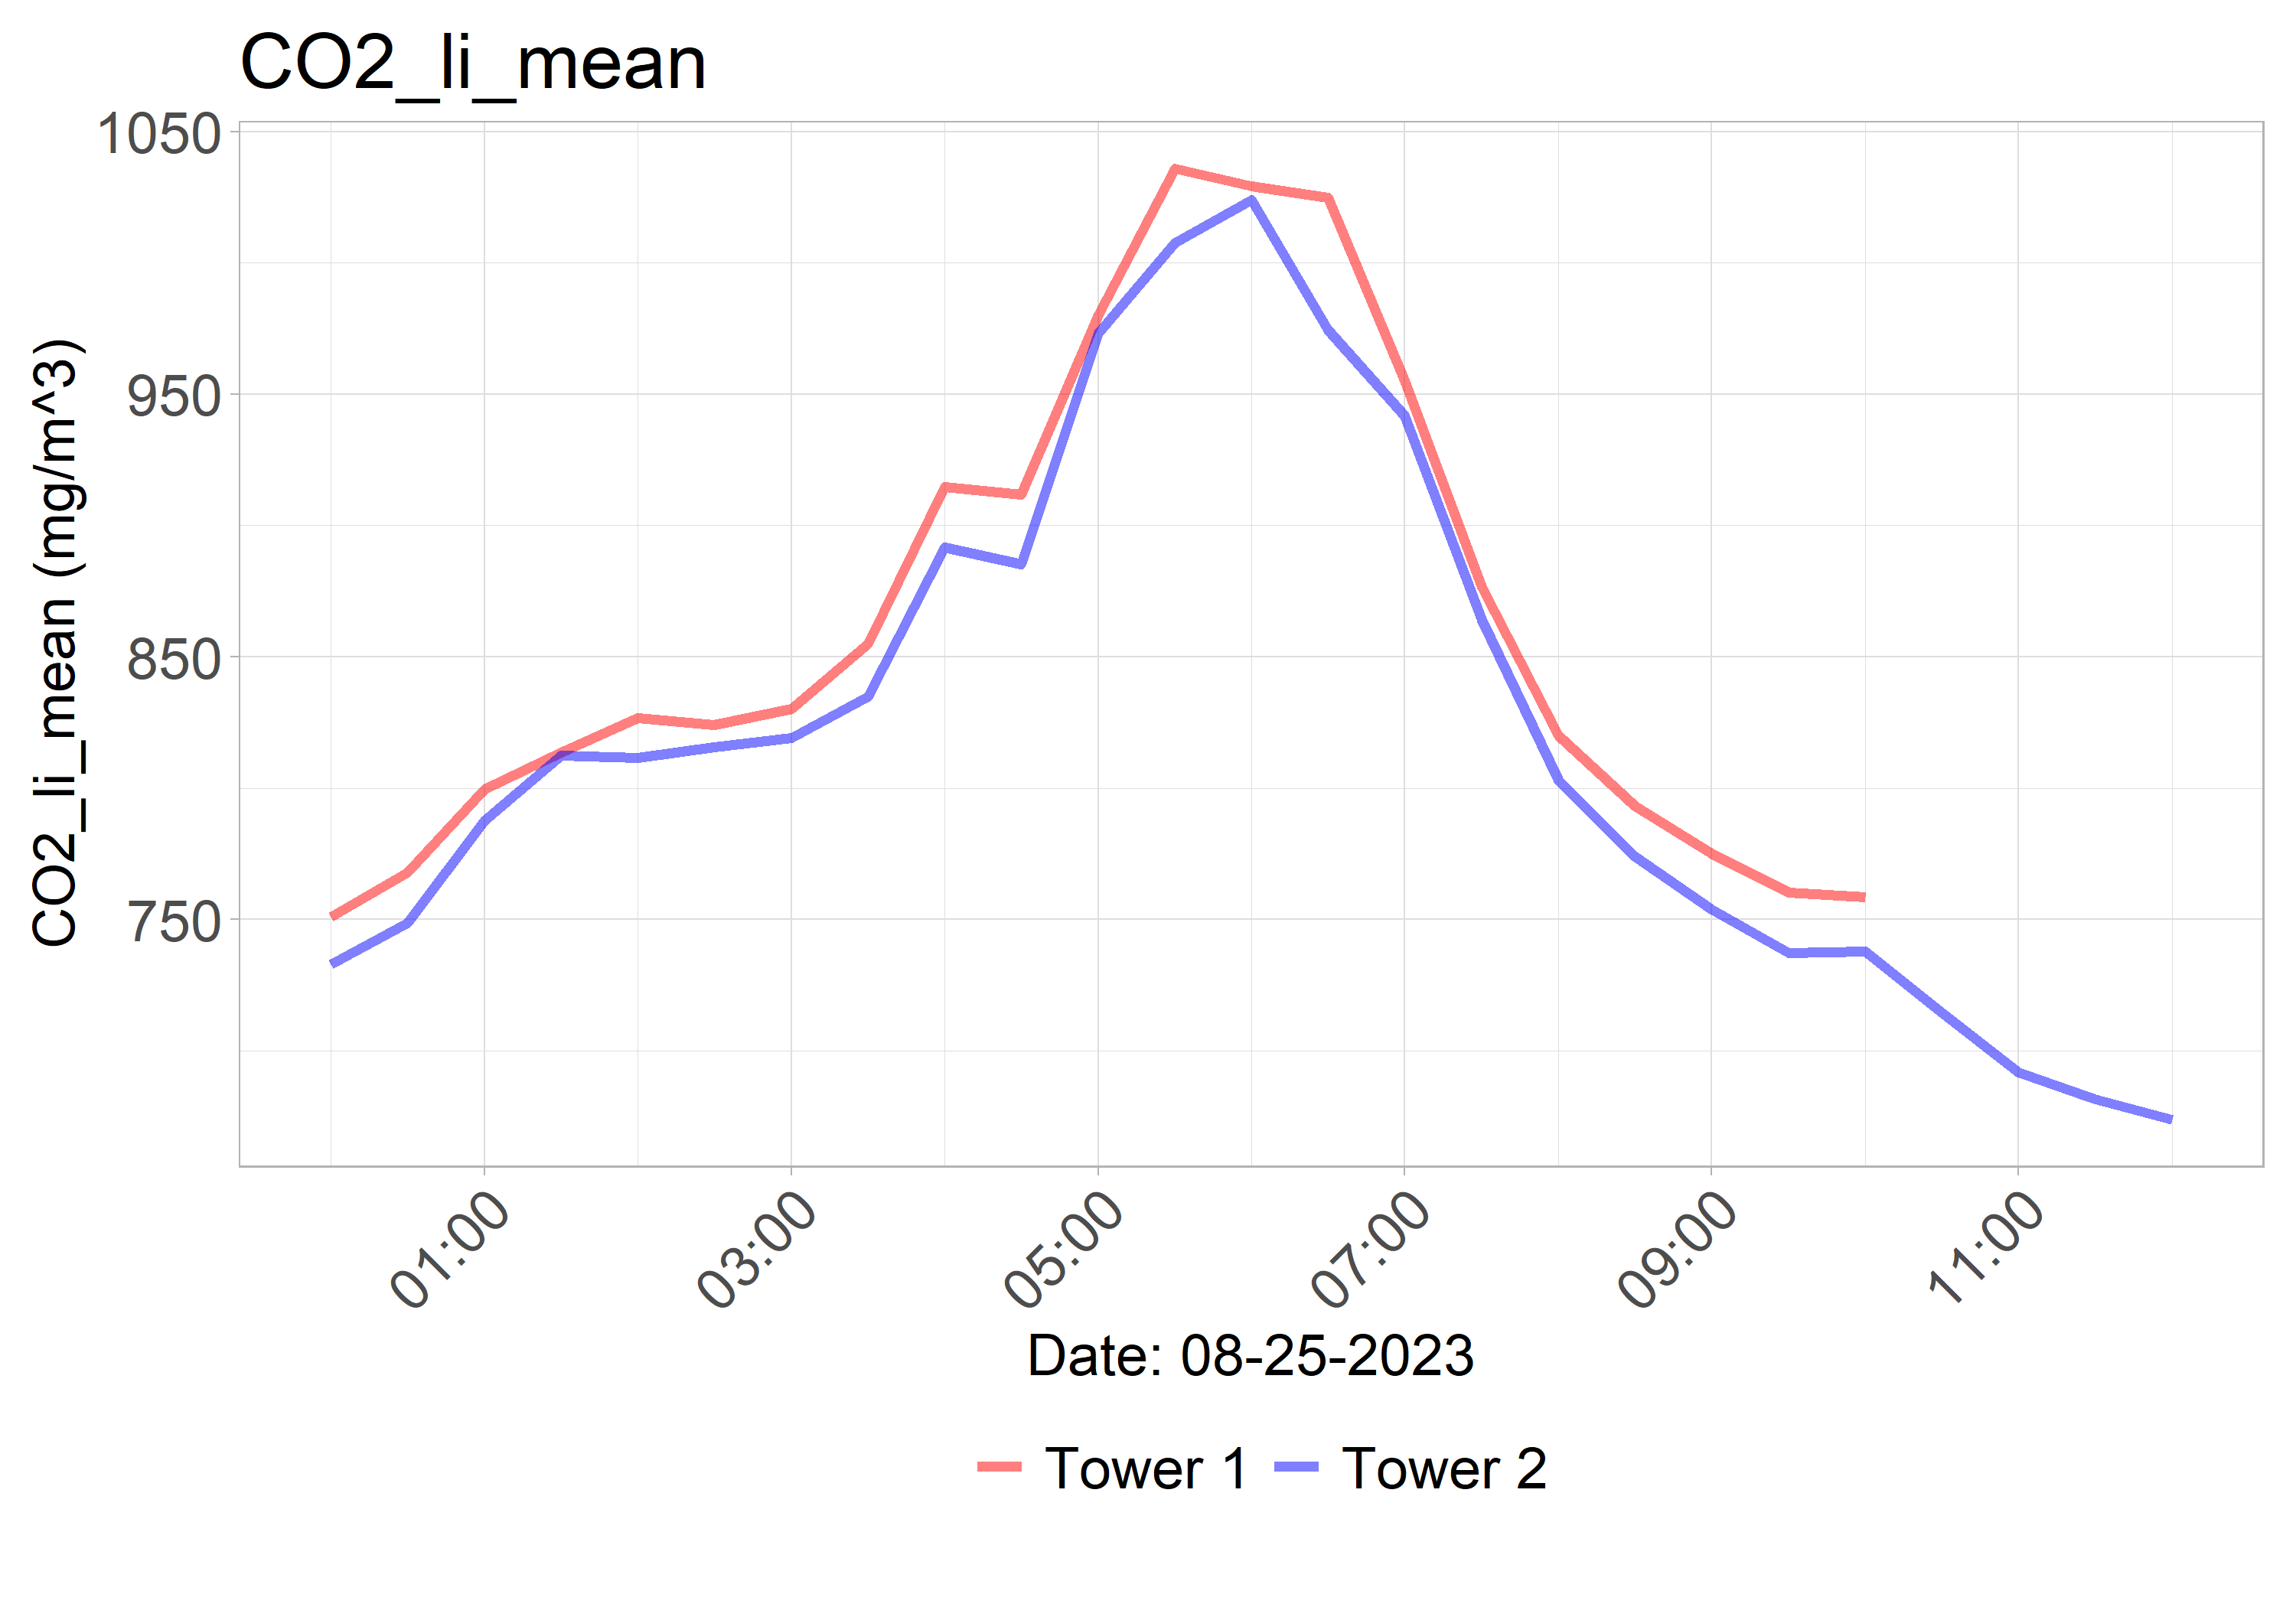 CO2_li_mean
CO2_li_mean (mg/m^3)
1050
950
850
750
01:00 03:00 05:00 07:00 09:00 11:00
Date: 08-25-2023
Tower 1 Tower 2